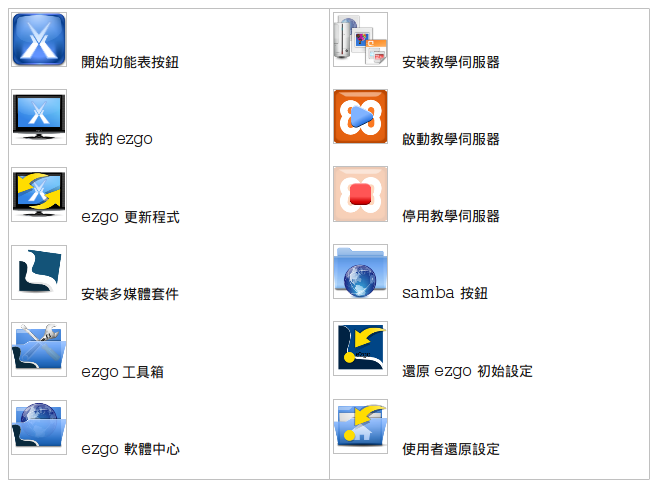 開始功能表按鈕
我的 ezgo
ezgo 更新程式
安裝多媒體套件
ezgo 工具箱
ezgo 軟體中心
安裝教學伺服器
啟動教學伺服器
停用教學伺服器
samba 按鈕
還原 ezgo 初始設定
使用者還原設定